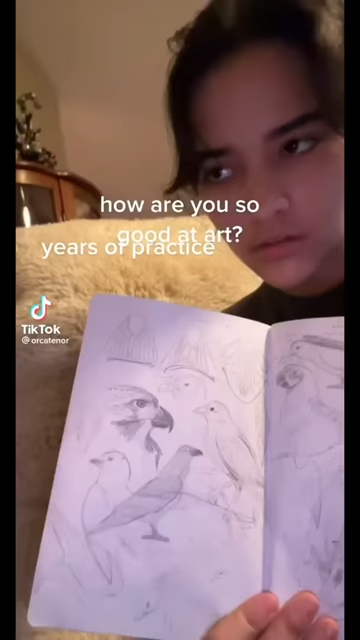 how are you so
good at art?
years of practice
TikTok
@orcatenor